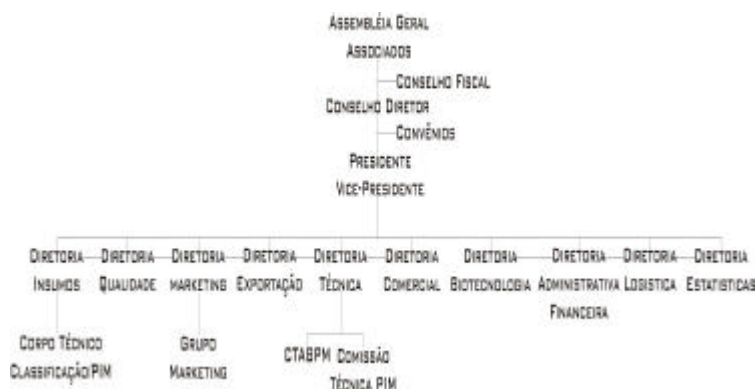 Assembléia Geral
Associados
Conselho Fiscal
Conselho Diretor
Convênios
Presidente
Vice-Presidente
Diretoria Insumos
Diretoria Qualidade
Diretoria Marketing
Diretoria Exportação
Diretoria Técnica
Diretoria Comercial
Diretoria Biotecnologia
Diretoria Administrativa Financeira
Diretoria Logistica
Diretoria Estatisticas
Corpo Técnico
Classificação/PIM
Grupo
Marketing
CTABPM
Comissão
Técnica PIM